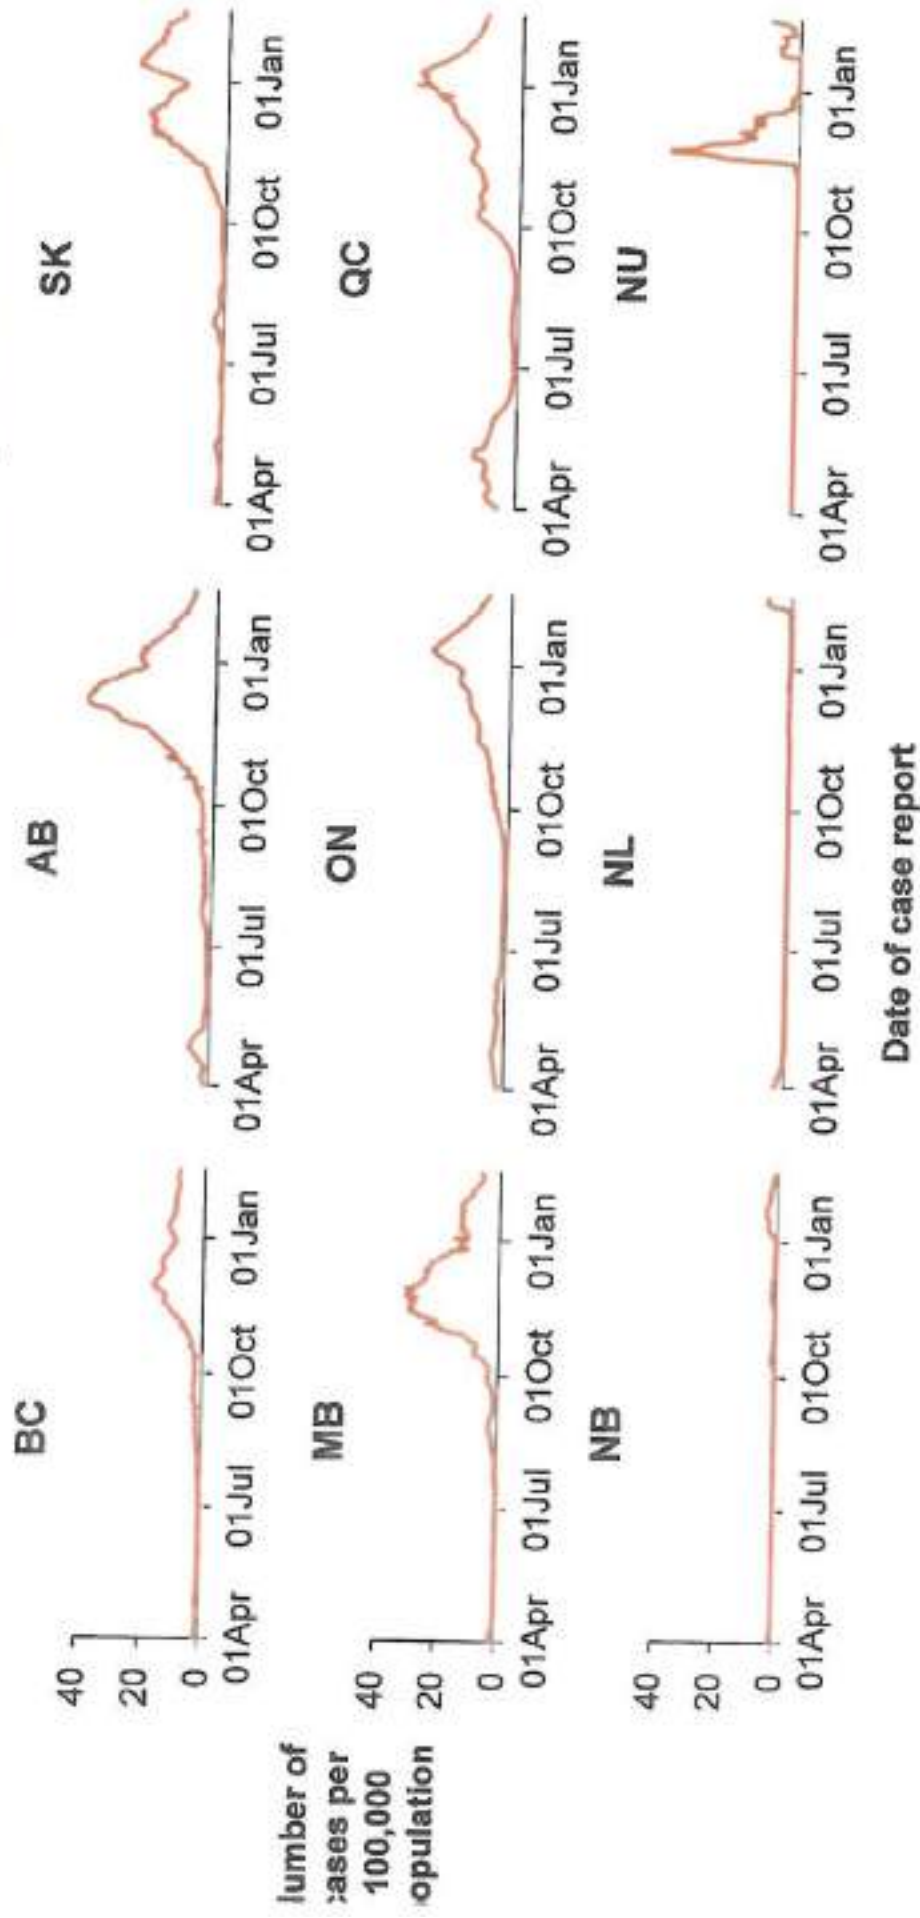 BC AB SK
40
20
0
01Apr 01Jul 01Oct 01Jan 01Apr 01Jul 01Oct 01Jan 01Apr 01Jul 01Oct 01Jan
lumber of
cases per
100,000
opulation
MB ON QC
40
20
0
01Apr 01Jul 01Oct 01Jan 01Apr 01Jul 01Oct 01Jan 01Apr 01Jul 01Oct 01Jan
NB NL NU
40
20
0
01Apr 01Jul 01Oct 01Jan 01Apr 01Jul 01Oct 01Jan 01Apr 01Jul 01Oct 01Jan
Date of case report